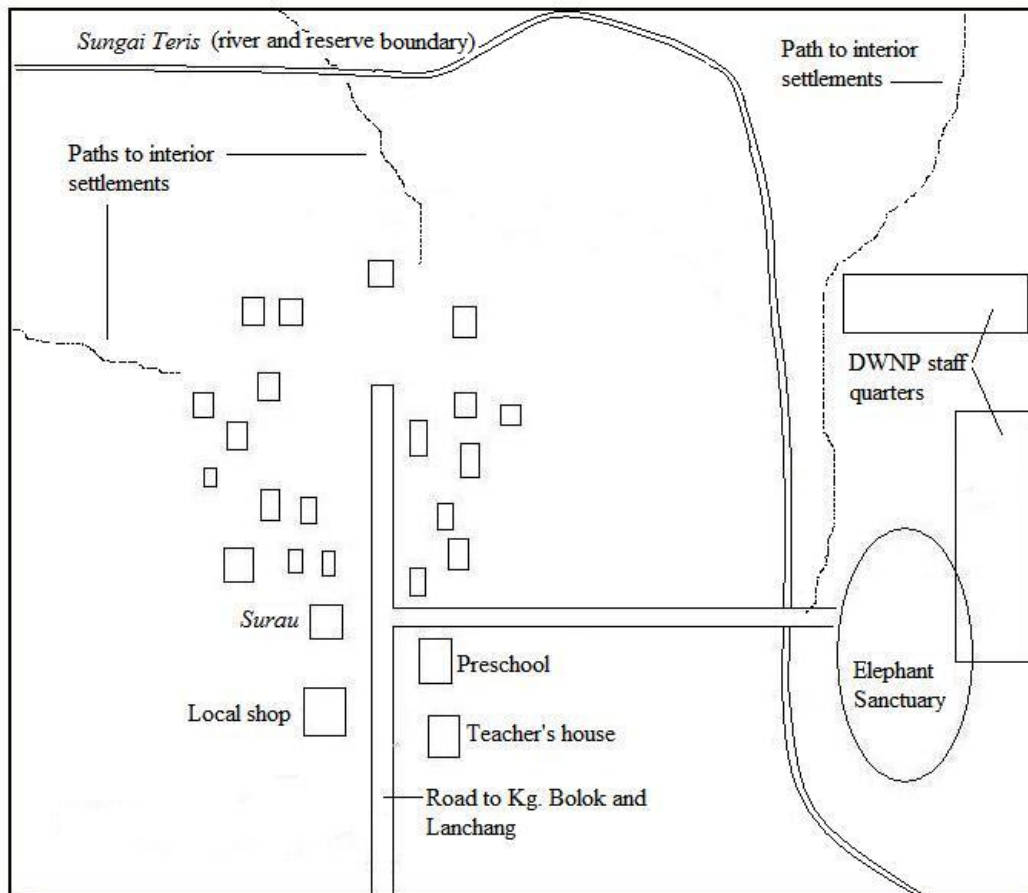 Sungai Teris (river and reserve boundary)
Path to interior
settlements
Paths to interior
settlements
DWNP staff
quarters
Surau
Preschool
Elephant
Sanctuary
Local shop
Teacher's house
Road to Kg. Bolok and
Lanchang